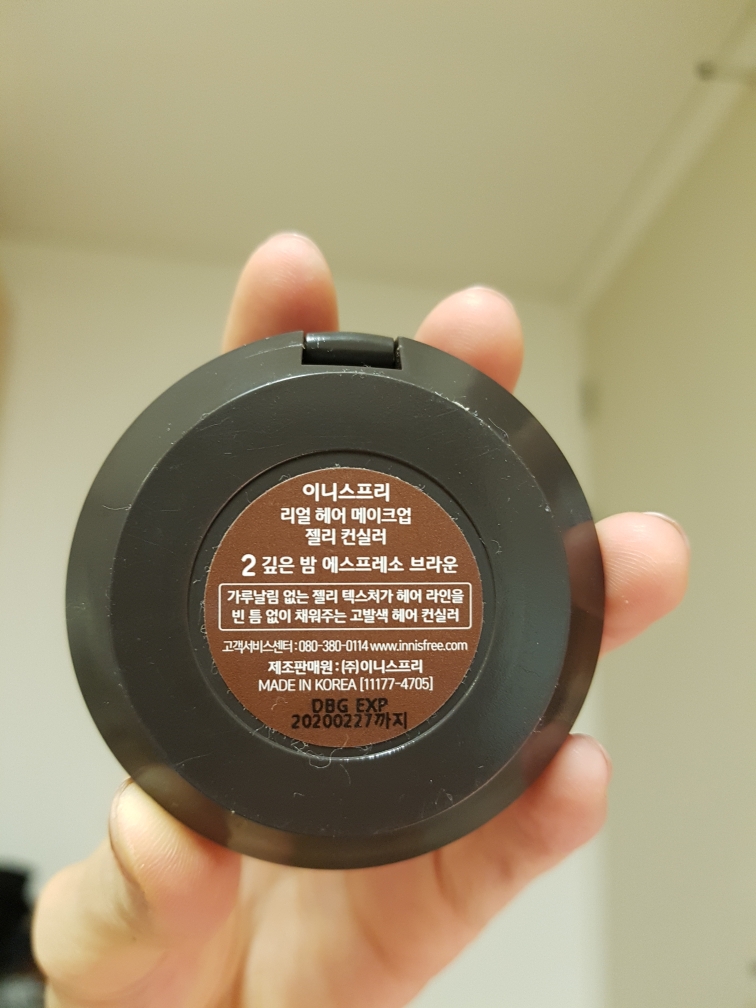 이니스프리
리얼 헤어 메이크업
젤리 컨실러
2 깊은 밤 에스프레소 브라운
가루날림 없는 젤리 텍스처가 헤어 라인을
빈 틈 없이 채워주는 고발색 헤어 컨실러
고객서비스센터 : 080-380-0114 www.innisfree.com
제조판매원 : (주)이니스프리
MADE IN KOREA [11177-4705]
DBG EXP
20200227까지